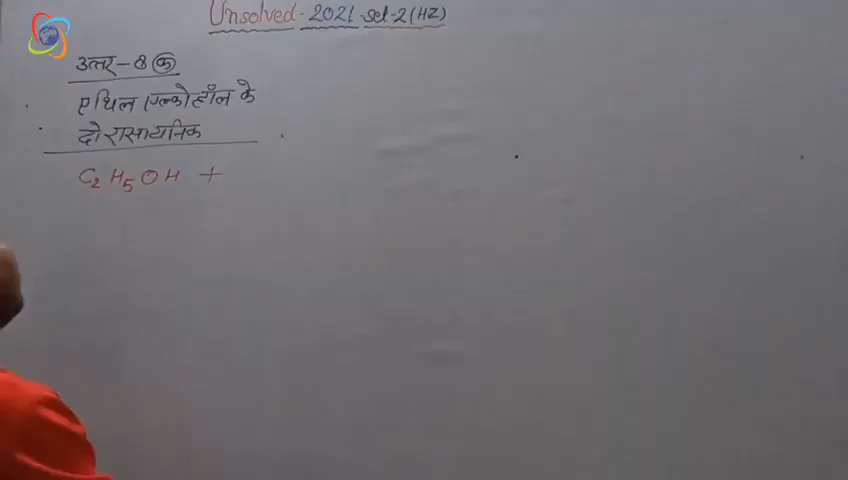 Unsolved-2021-set-2(HZ)
उत्तर-8 (क)
एथिल एल्कोहॉल के
दो रासायनिक
C₂H₅OH +